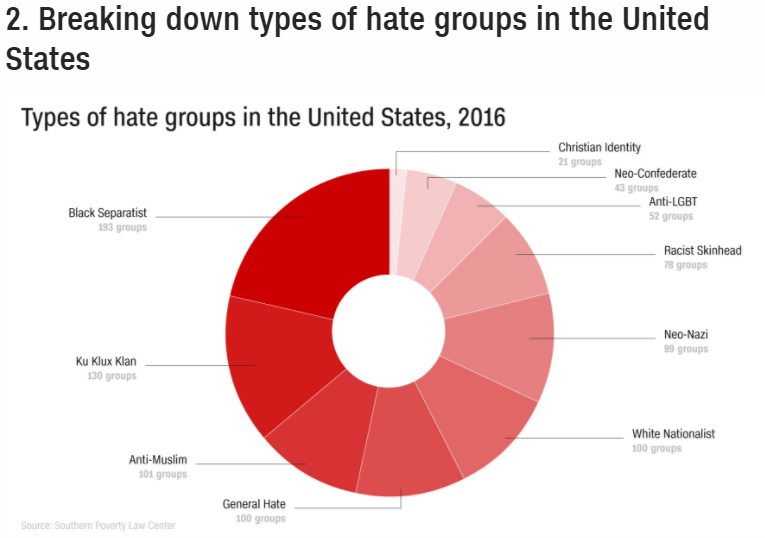 2. Breaking down types of hate groups in the United
States
Types of hate groups in the United States, 2016
Christian Identity
21 groups
Neo-Confederate
43 groups
Anti-LGBT
52 groups
Racist Skinhead
78 groups
Neo-Nazi
99 groups
White Nationalist
100 groups
General Hate
100 groups
Anti-Muslim
101 groups
Ku Klux Klan
130 groups
Black Separatist
193 groups
Source: Southern Poverty Law Center